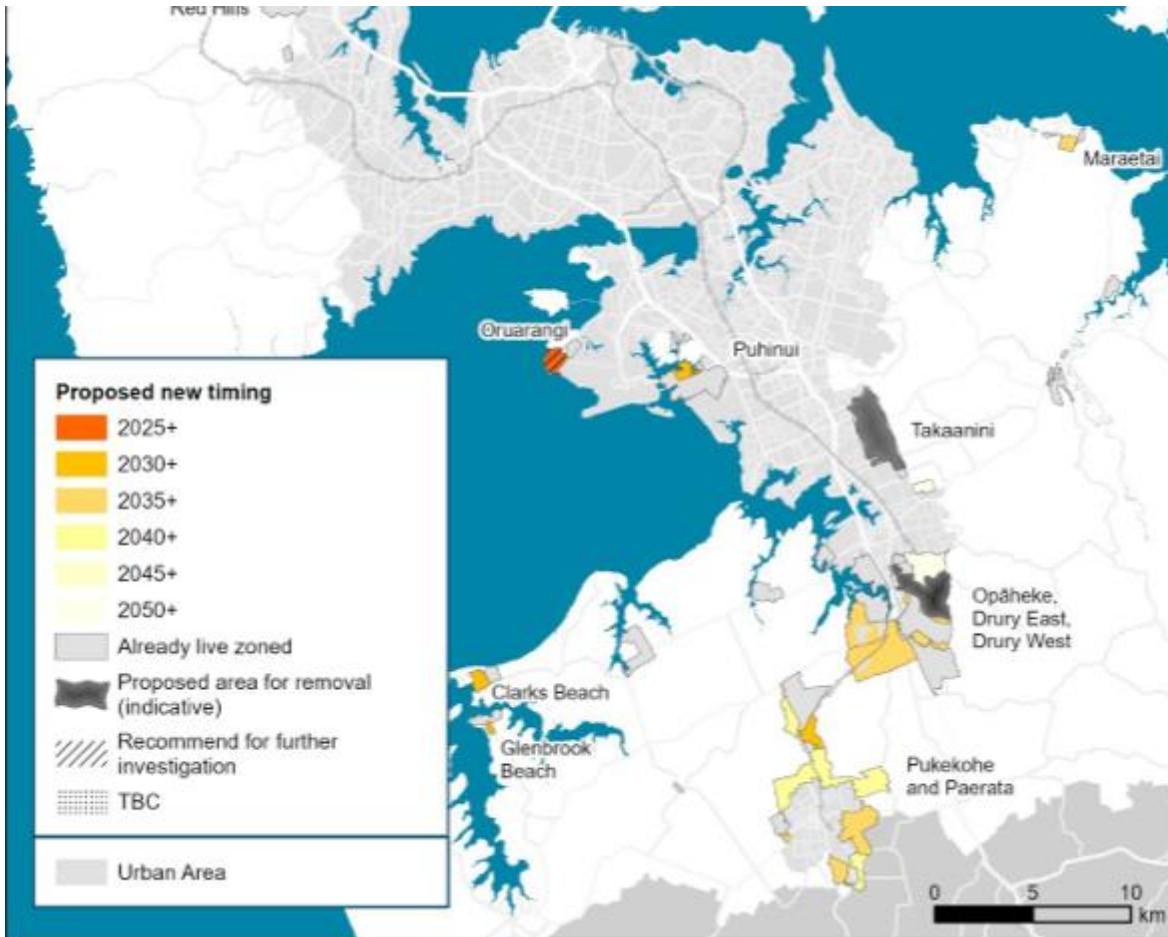 Red Hills
Maraetai
Oruarangi
Puhinui
Takaanini
Opāheke,
Drury East,
Drury West
Clarks Beach
Glenbrook
Beach
Pukekohe
and Paerata
Proposed new timing
2025+
2030+
2035+
2040+
2045+
2050+
Already live zoned
Proposed area for removal
(indicative)
Recommend for further
investigation
TBC
Urban Area
0 5 10
km